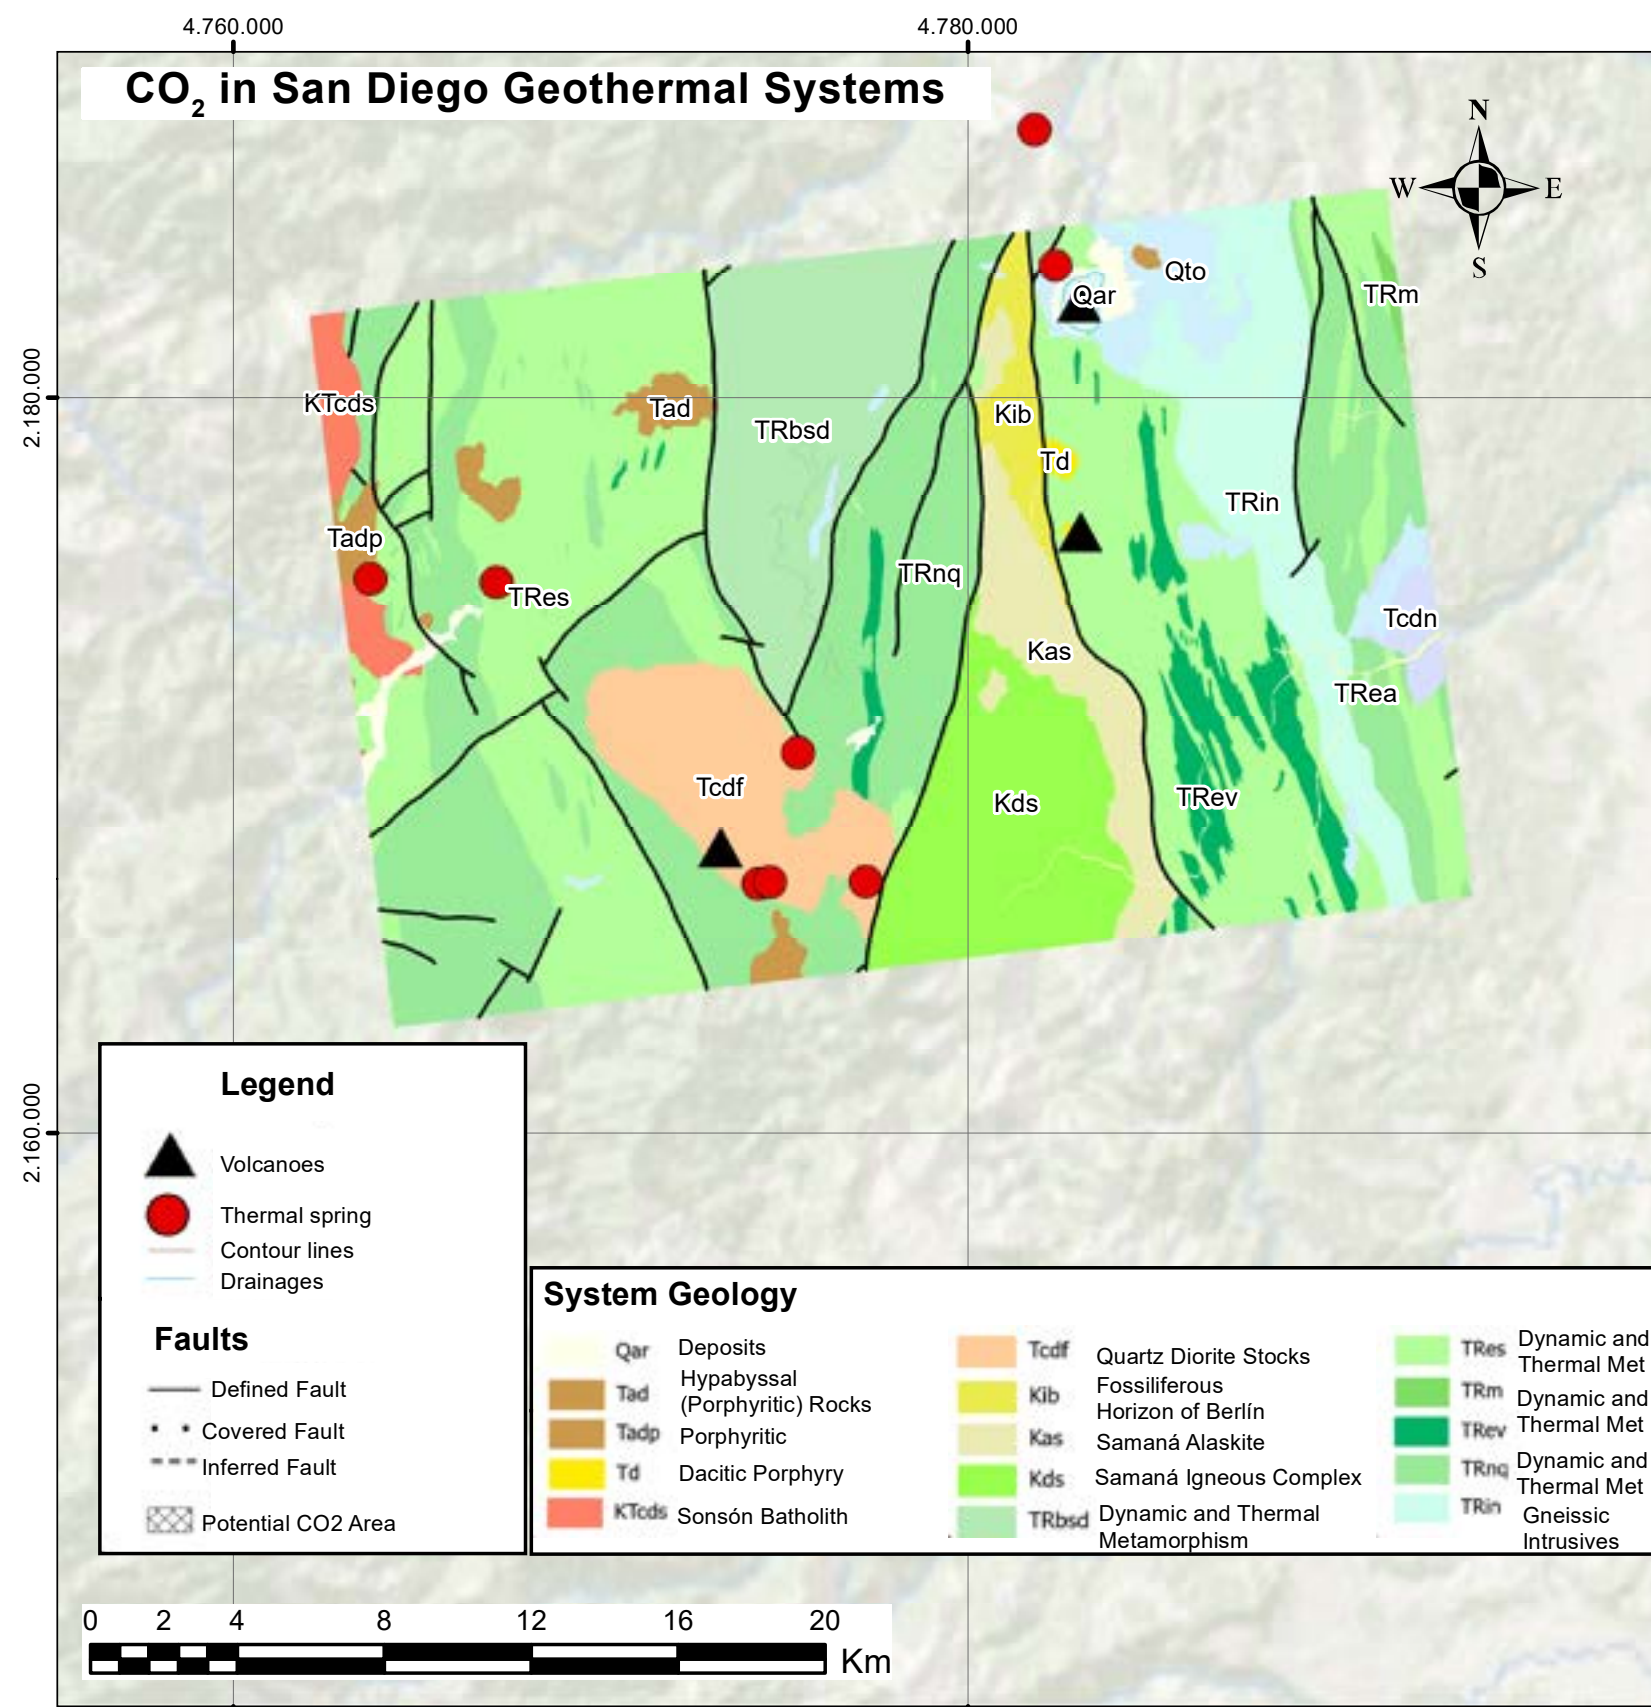 4.760.000
4.780.000
CO2 in San Diego Geothermal Systems
N
W
E
S
2.180.000
2.160.000
Qto
Qar
TRm
KTcds
Tad
TRbsd
Kib
Td
TRin
Tadp
TRes
TRnq
Tcdn
Kas
TRea
Tcdf
Kds
TRev
Legend
Volcanoes
Thermal spring
Contour lines
Drainages
Faults
Defined Fault
Covered Fault
Inferred Fault
Potential CO2 Area
System Geology
Qar Deposits
Tad Hypabyssal
(Porphyritic) Rocks
Tadp Porphyritic
Td Dacitic Porphyry
KTcds Sonsón Batholith
Tcdf Quartz Diorite Stocks
Kib Fossiliferous
Horizon of Berlín
Kas Samaná Alaskite
Kds Samaná Igneous Complex
TRbsd Dynamic and Thermal
Metamorphism
TRes Dynamic and
Thermal Met
TRm Dynamic and
TRev Thermal Met
TRnq Dynamic and
Thermal Met
TRin Gneissic
Intrusives
0 2 4 8 12 16 20
Km